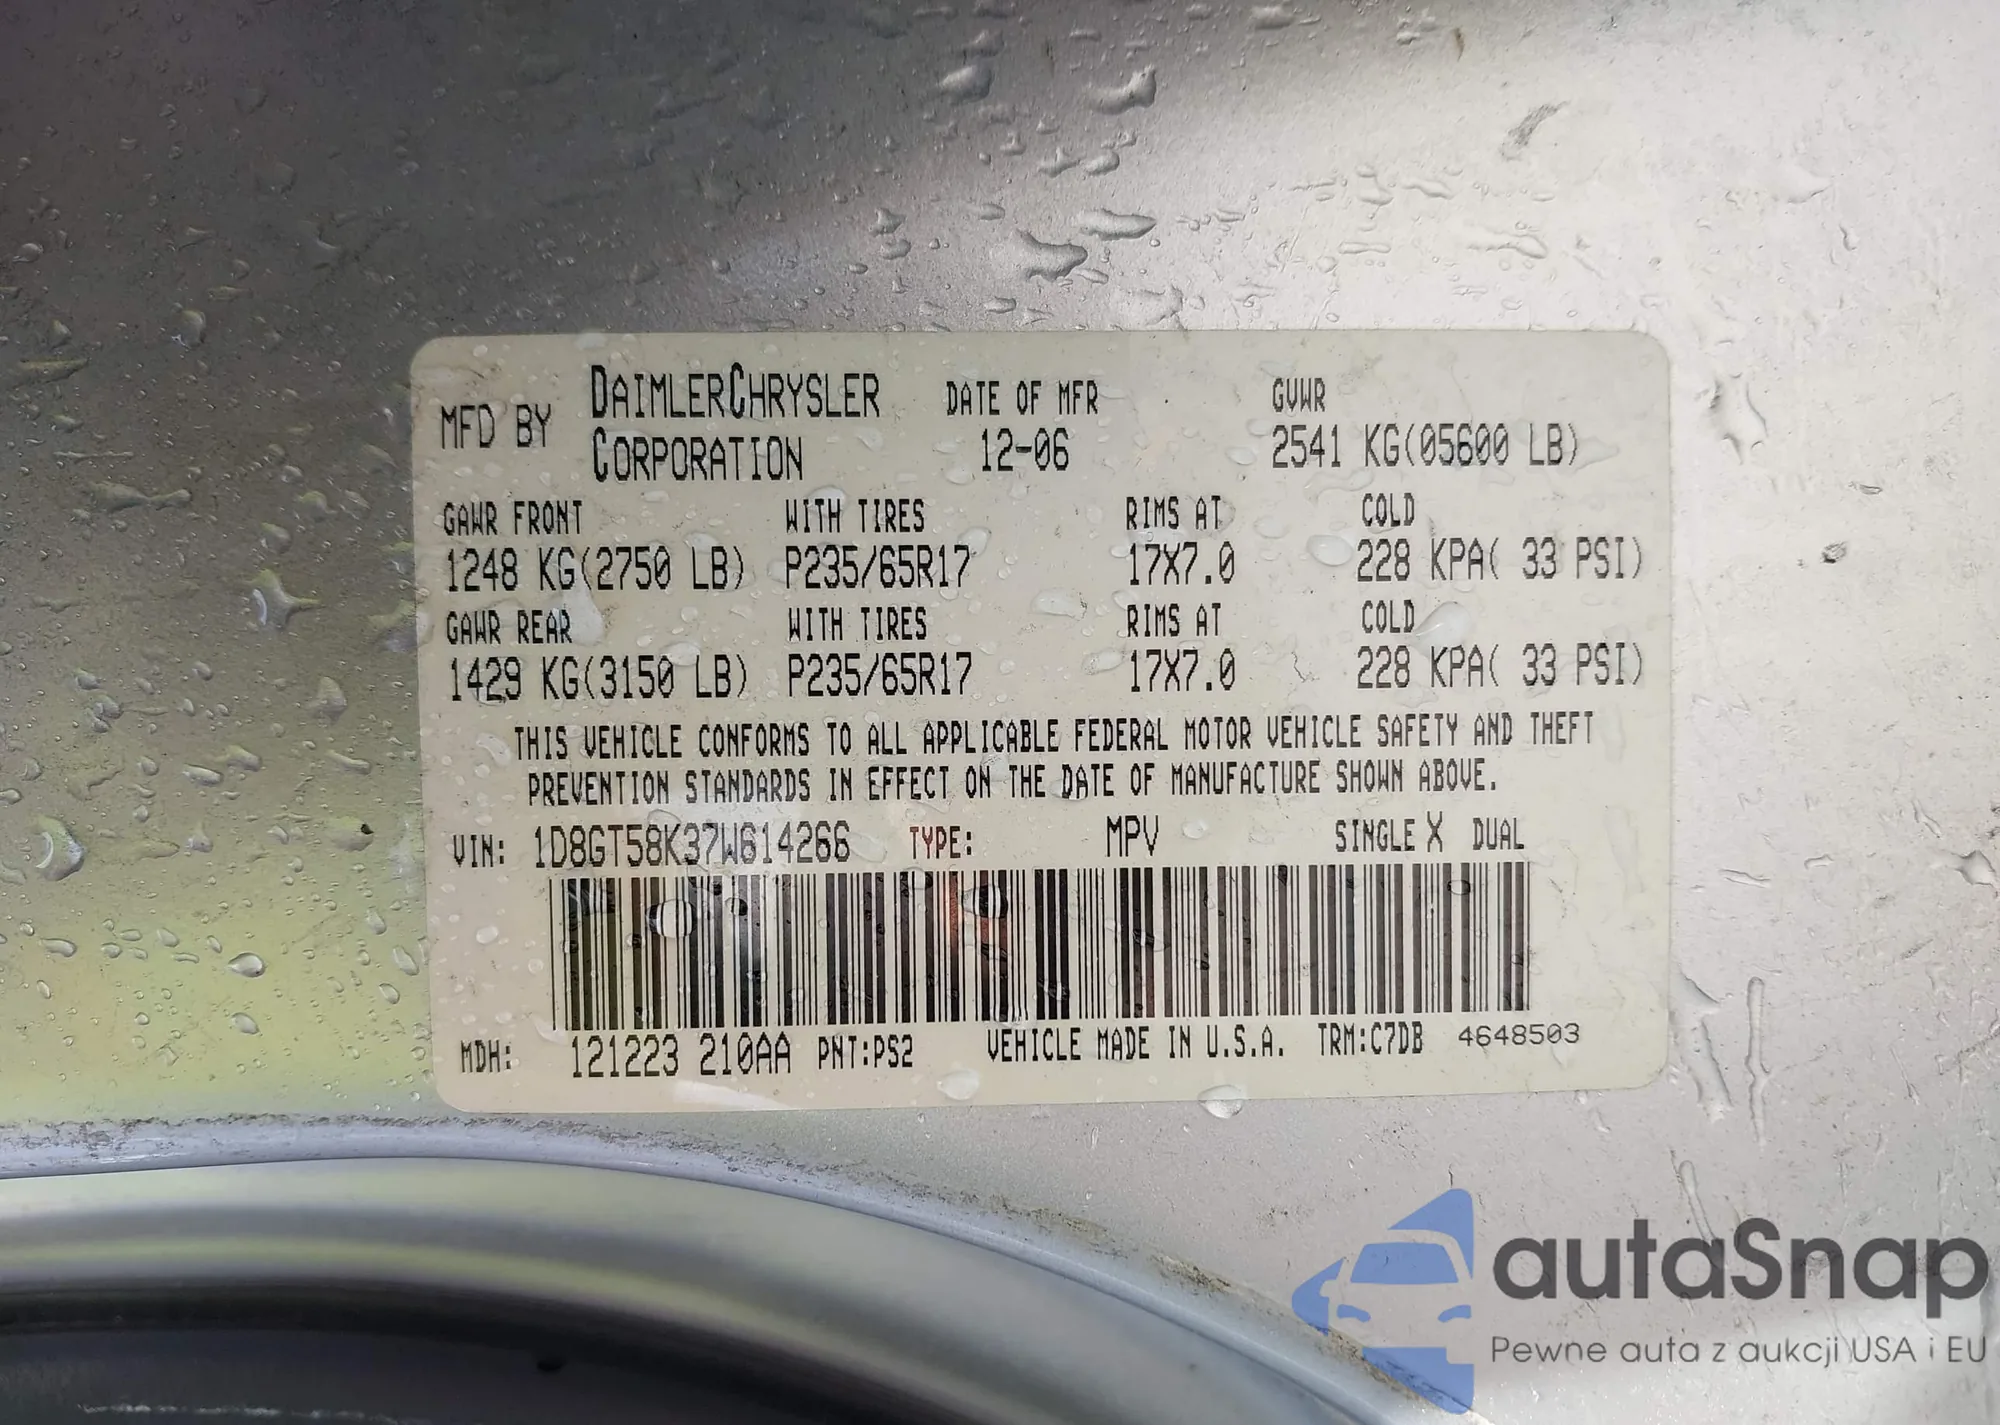 MFD BY DAIMLERCHRYSLER CORPORATION DATE OF MFR 12-06 GVWR 2541 KG(05600 LB)
GAWR FRONT WITH TIRES RIMS AT COLD
1248 KG(2750 LB) P235/65R17 17X7.0 228 KPA( 33 PSI)
GAWR REAR WITH TIRES RIMS AT COLD
1429 KG(3150 LB) P235/65R17 17X7.0 228 KPA( 33 PSI)
THIS VEHICLE CONFORMS TO ALL APPLICABLE FEDERAL MOTOR VEHICLE SAFETY AND THEFT
PREVENTION STANDARDS IN EFFECT ON THE DATE OF MANUFACTURE SHOWN ABOVE.
VIN: 1D8GT58K37W614266 TYPE: MPV SINGLE X DUAL
MDH: 121223 210AA PNT:PS2 VEHICLE MADE IN U.S.A. TRM:C7DB 4648503
autaSnap
Pewne auta z aukcji USA i EU